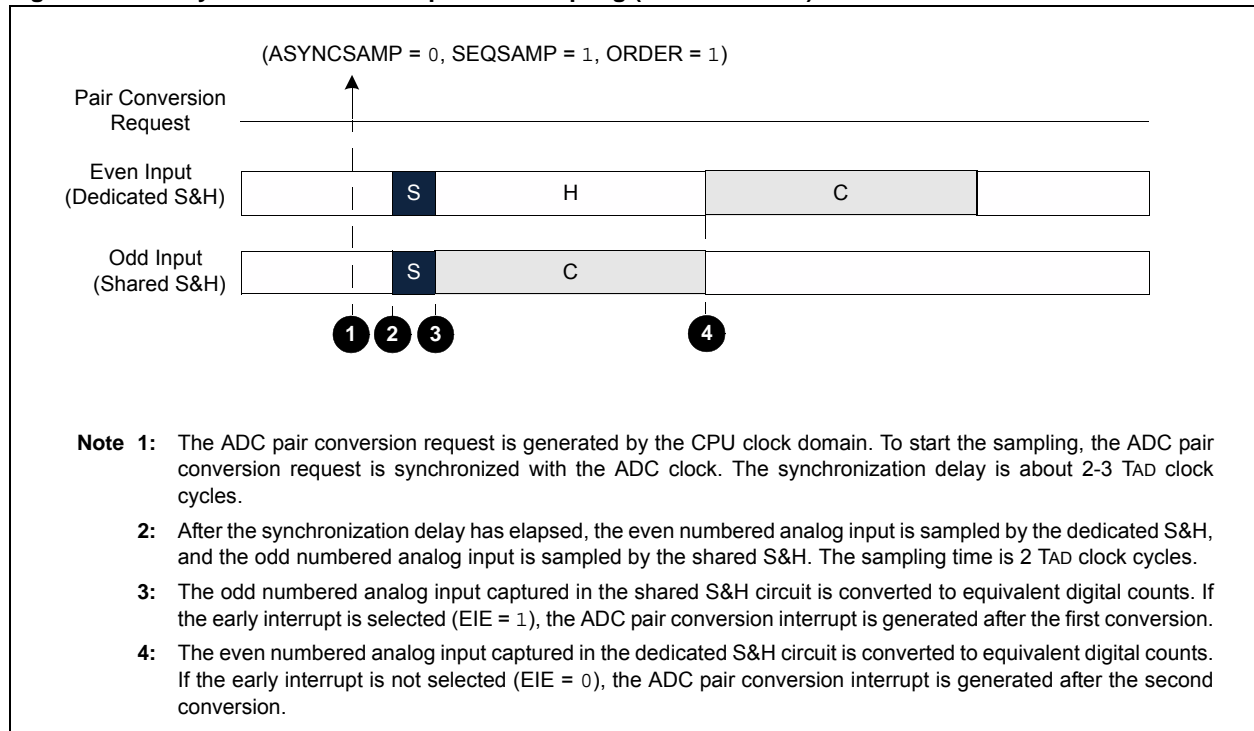 (ASYNCSAMP = 0, SEQSAMP = 1, ORDER = 1)
Pair Conversion
Request
Even Input
(Dedicated S&H)
S
H
C
Odd Input
(Shared S&H)
S
C
1
2
3
4
Note 1: The ADC pair conversion request is generated by the CPU clock domain. To start the sampling, the ADC pair
conversion request is synchronized with the ADC clock. The synchronization delay is about 2-3 TAD clock
cycles.
2: After the synchronization delay has elapsed, the even numbered analog input is sampled by the dedicated S&H,
and the odd numbered analog input is sampled by the shared S&H. The sampling time is 2 TAD clock cycles.
3: The odd numbered analog input captured in the shared S&H circuit is converted to equivalent digital counts. If
the early interrupt is selected (EIE = 1), the ADC pair conversion interrupt is generated after the first conversion.
4: The even numbered analog input captured in the dedicated S&H circuit is converted to equivalent digital counts.
If the early interrupt is not selected (EIE = 0), the ADC pair conversion interrupt is generated after the second
conversion.